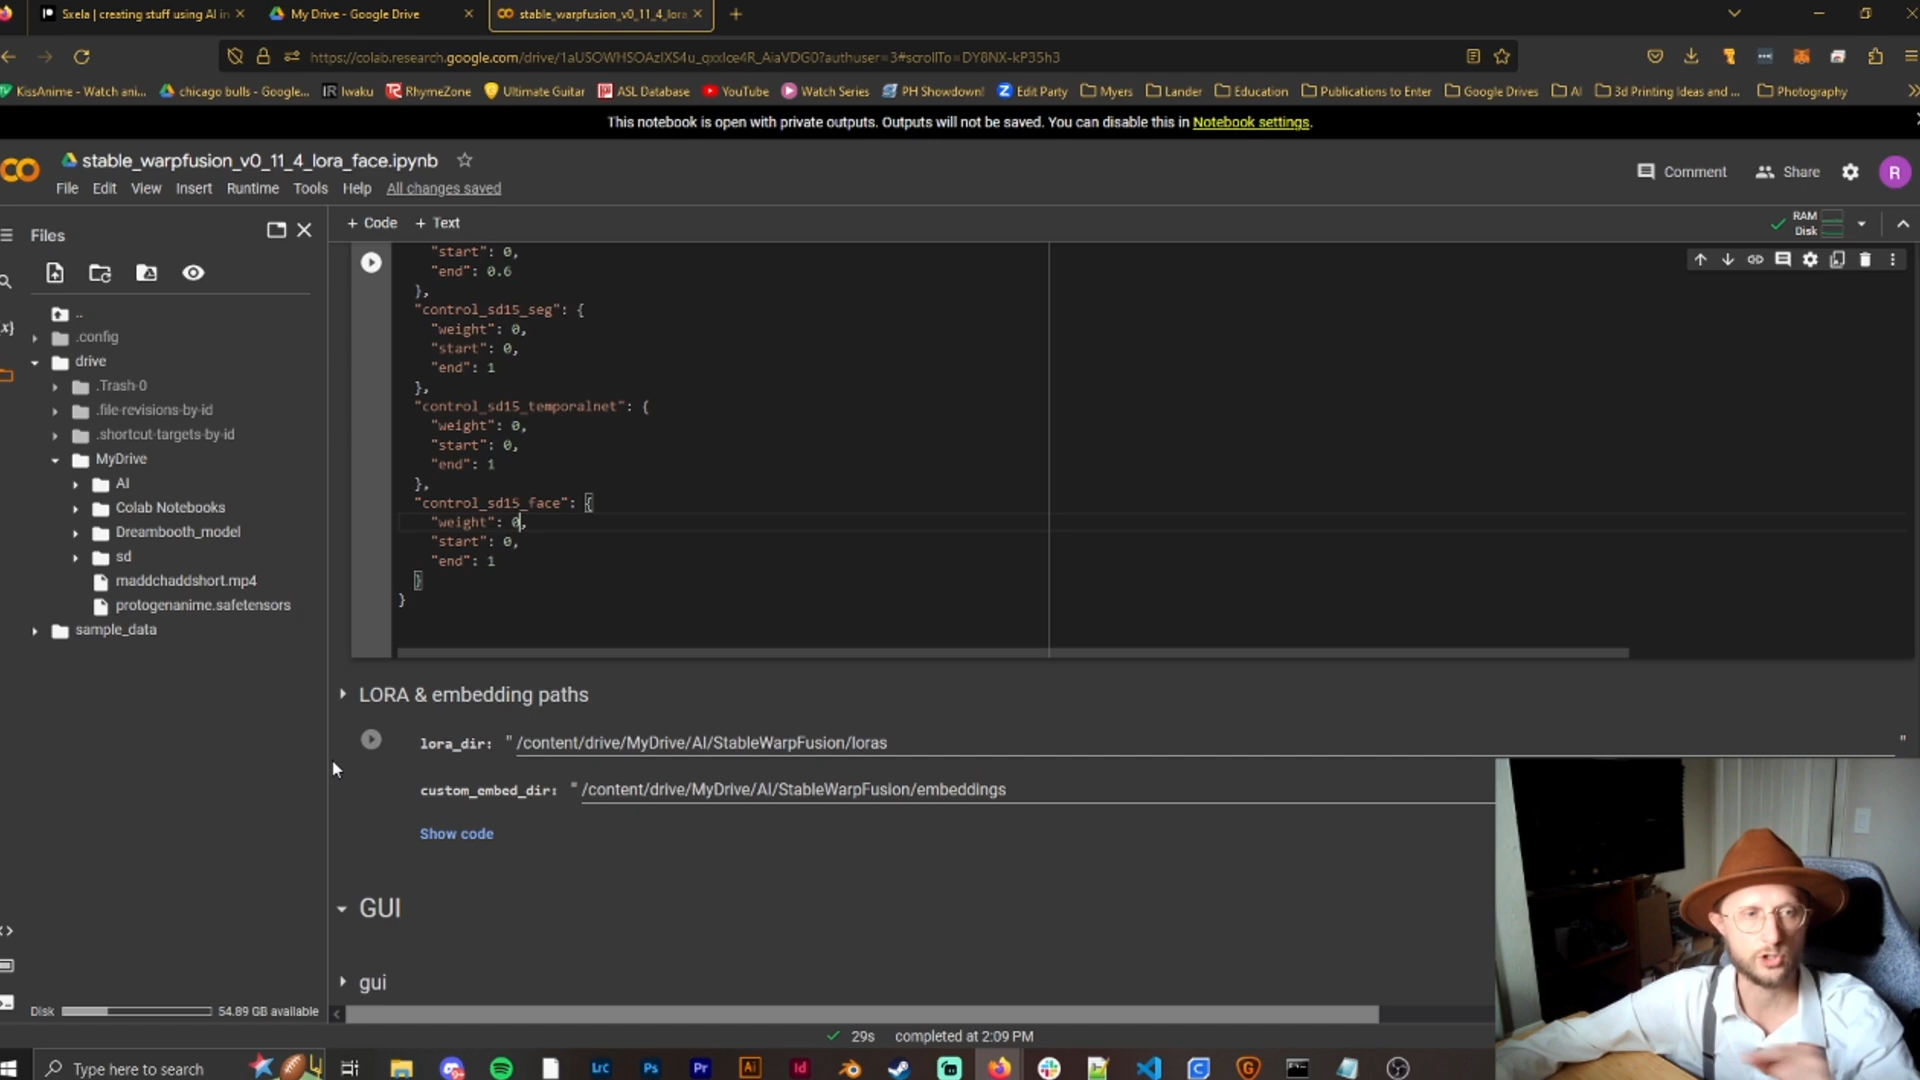 Sxela | creating stuff using AI in
My Drive - Google Drive
stable_warpfusion_v0_11_4_lora
https://colab.research.google.com/drive/1aUSOWHSOAzIXS4u_qxxIce4R_AiaVDG0?authuser=3#scrollTo=DY8NX-kP35h3
KissAnime - Watch ani...
chicago bulls - Google...
Iwaku
RhymeZone
Ultimate Guitar
ASL Database
YouTube
Watch Series
PH Showdown!
Edit Party
Myers
Lander
Education
Publications to Enter
Google Drives
AI
3d Printing Ideas and ...
Photography
This notebook is open with private outputs. Outputs will not be saved. You can disable this in Notebook settings.
stable_warpfusion_v0_11_4_lora_face.ipynb
File Edit View Insert Runtime Tools Help All changes saved
Comment
Share
R
Files
+ Code + Text
RAM
Disk
..
.config
drive
.Trash-0
.file-revisions-by-id
.shortcut-targets-by-id
MyDrive
AI
Colab Notebooks
Dreambooth_model
sd
maddchaddshort.mp4
protogenanime.safetensors
sample_data
"start": 0,
"end": 0.6
},
"control_sd15_seg": {
"weight": 0,
"start": 0,
"end": 1
},
"control_sd15_temporalnet": {
"weight": 0,
"start": 0,
"end": 1
},
"control_sd15_face": {
"weight": 0,
"start": 0,
"end": 1
}
}
LORA & embedding paths
lora_dir: " /content/drive/MyDrive/AI/StableWarpFusion/loras "
custom_embed_dir: " /content/drive/MyDrive/AI/StableWarpFusion/embeddings
Show code
GUI
gui
Disk
54.89 GB available
29s completed at 2:09 PM
Type here to search
Lrc
Ps
Pr
Ai
Id